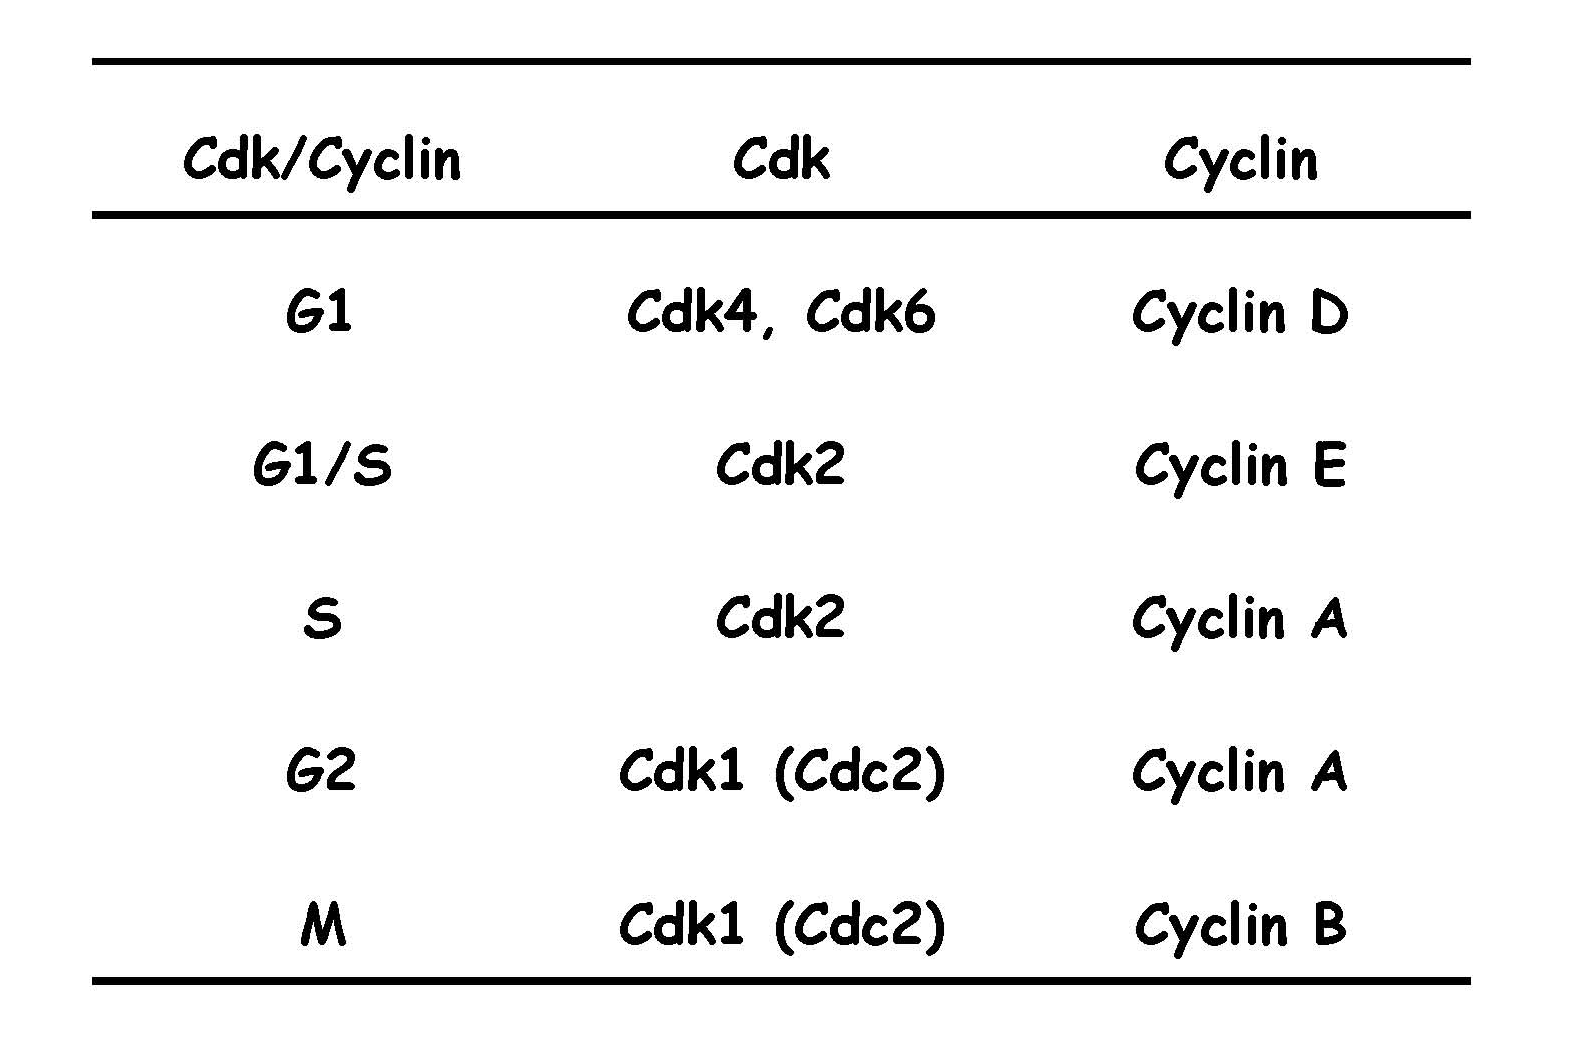 Cdk/Cyclin Cdk Cyclin
G1 Cdk4, Cdk6 Cyclin D
G1/S Cdk2 Cyclin E
S Cdk2 Cyclin A
G2 Cdk1 (Cdc2) Cyclin A
M Cdk1 (Cdc2) Cyclin B